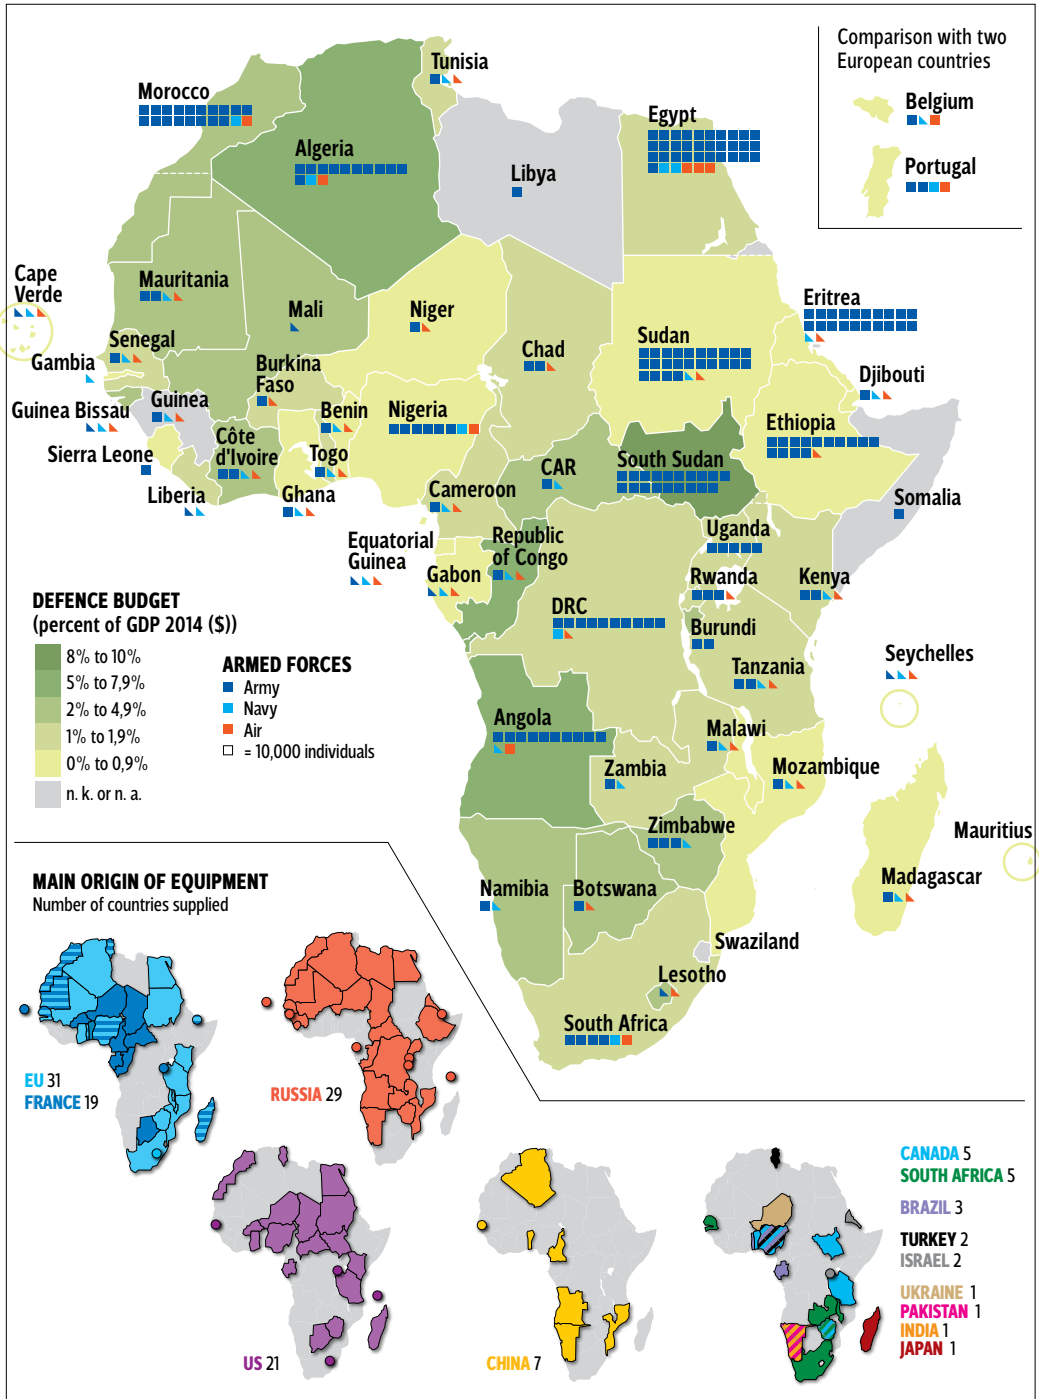 Comparison with two
European countries
Belgium
Portugal
Tunisia
Morocco
Algeria
Libya
Egypt
Cape
Verde
Mauritania
Mali
Niger
Chad
Sudan
Eritrea
Senegal
Gambia
Burkina
Faso
Djibouti
Guinea Bissau
Guinea
Benin
Nigeria
Ethiopia
Côte
d'Ivoire
Sierra Leone
Togo
CAR
South Sudan
Liberia
Ghana
Cameroon
Somalia
Equatorial
Guinea
Republic
of Congo
Uganda
Gabon
Rwanda
Kenya
DRC
Burundi
Tanzania
Seychelles
DEFENCE BUDGET
(percent of GDP 2014 ($))
8% to 10%
5% to 7,9%
2% to 4,9%
1% to 1,9%
0% to 0,9%
n. k. or n. a.
ARMED FORCES
Army
Navy
Air
= 10,000 individuals
Angola
Malawi
Zambia
Mozambique
Zimbabwe
Mauritius
Namibia
Botswana
Madagascar
Swaziland
Lesotho
South Africa
MAIN ORIGIN OF EQUIPMENT
Number of countries supplied
EU 31
FRANCE 19
RUSSIA 29
US 21
CHINA 7
CANADA 5
SOUTH AFRICA 5
BRAZIL 3
TURKEY 2
ISRAEL 2
UKRAINE 1
PAKISTAN 1
INDIA 1
JAPAN 1